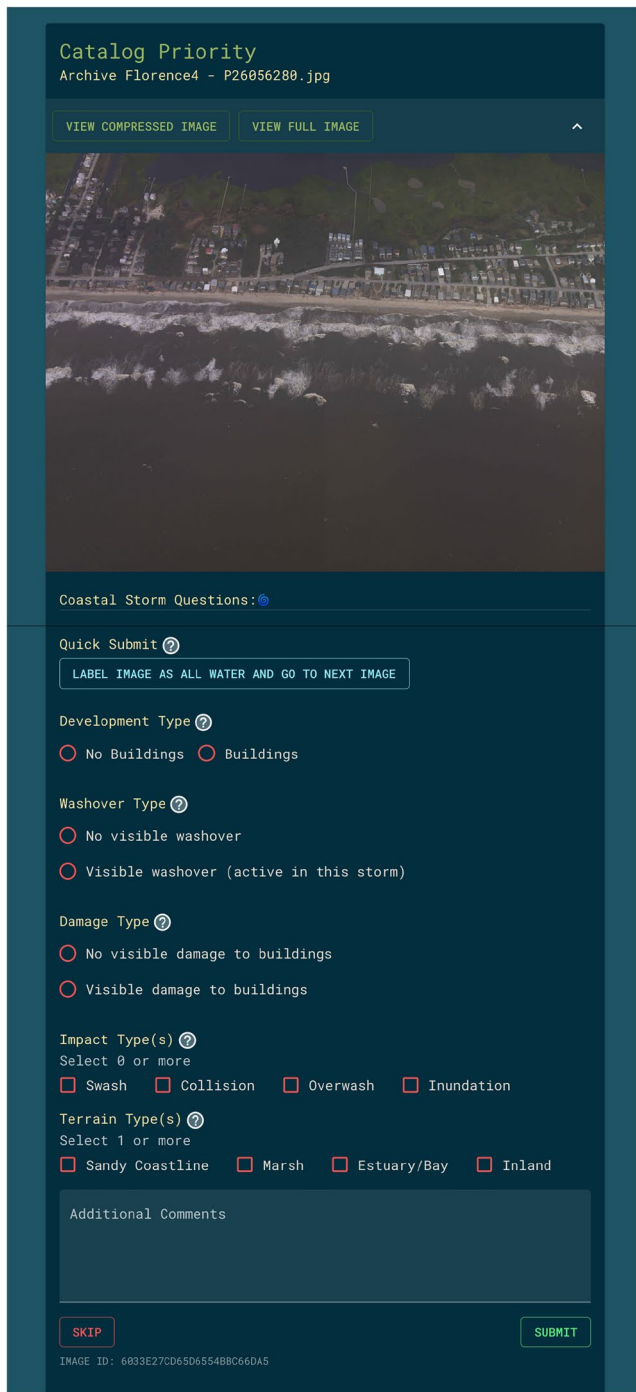 Catalog Priority
Archive Florence4 - P26056280.jpg
VIEW COMPRESSED IMAGE VIEW FULL IMAGE
Coastal Storm Questions:
Quick Submit ?
LABEL IMAGE AS ALL WATER AND GO TO NEXT IMAGE
Development Type ?
No Buildings Buildings
Washover Type ?
No visible washover
Visible washover (active in this storm)
Damage Type ?
No visible damage to buildings
Visible damage to buildings
Impact Type(s) ?
Select 0 or more
Swash Collision Overwash Inundation
Terrain Type(s) ?
Select 1 or more
Sandy Coastline Marsh Estuary/Bay Inland
Additional Comments
SKIP SUBMIT
IMAGE ID: 6033E27CD65D6554BBC66DA5